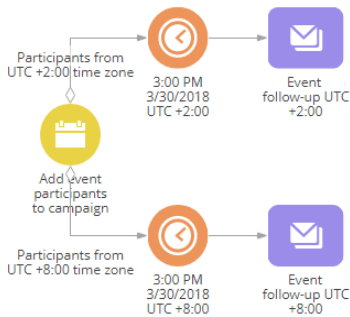 Participants from
UTC +2:00 time zone
3:00 PM
3/30/2018
UTC +2:00
Event
follow-up UTC
+2:00
Add event
participants
to campaign
Participants from
UTC +8:00 time zone
3:00 PM
3/30/2018
UTC +8:00
Event
follow-up UTC
+8:00